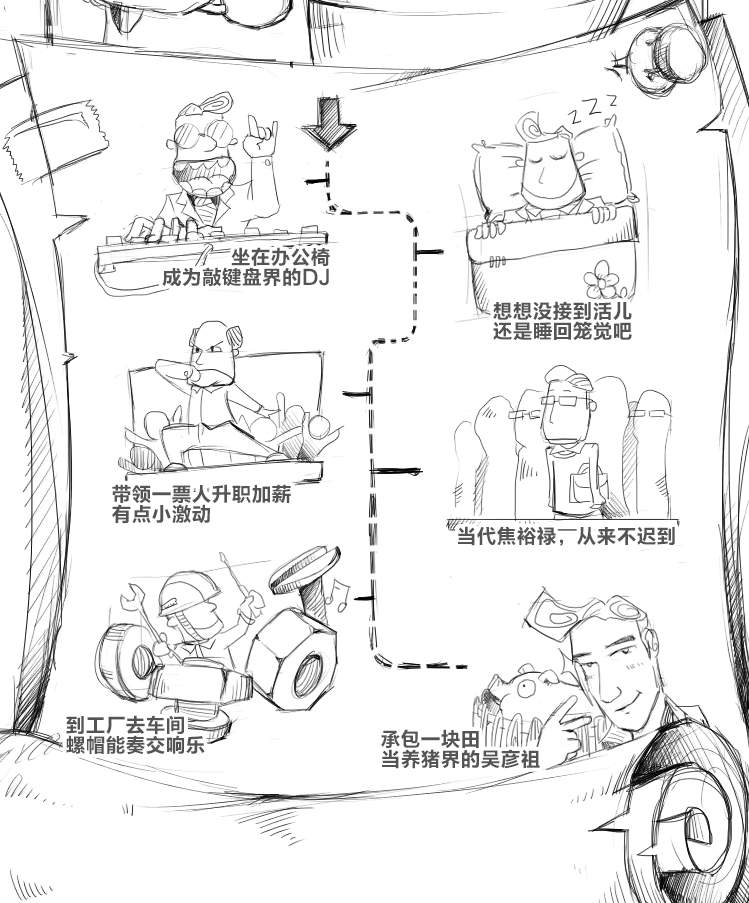 ZZZ
坐在办公椅
成为敲键盘界的DJ
想想没接到活儿
还是睡回笼觉吧
带领一票人升职加薪
有点小激动
当代焦裕禄，从来不迟到
到工厂去车间
螺帽能奏交响乐
承包一块田
当养猪界的吴彦祖